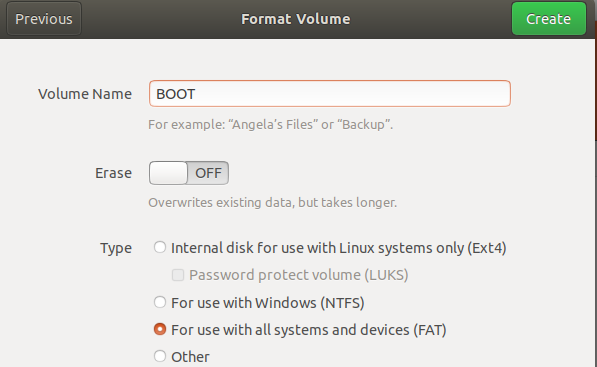 Previous Format Volume Create
Volume Name BOOT
For example: “Angela’s Files” or “Backup”.
Erase OFF
Overwrites existing data, but takes longer.
Type Internal disk for use with Linux systems only (Ext4)
Password protect volume (LUKS)
For use with Windows (NTFS)
For use with all systems and devices (FAT)
Other